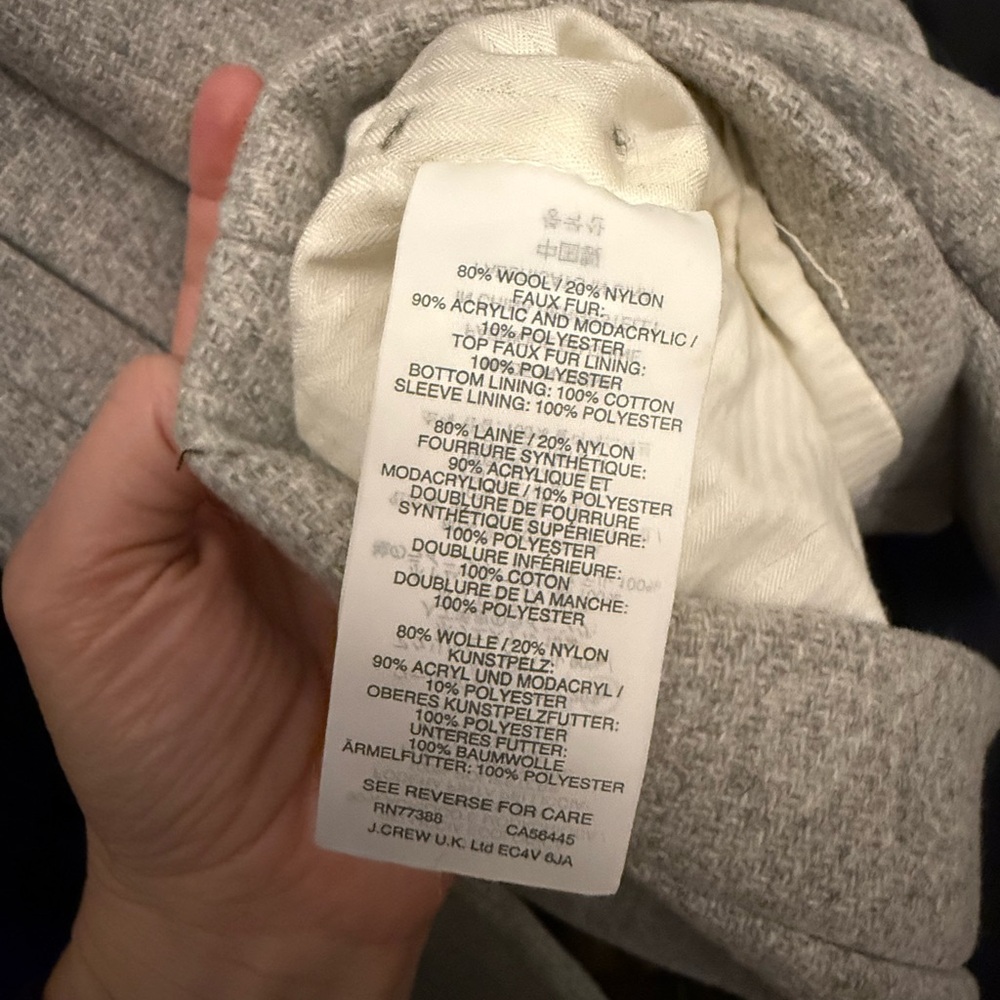 80% WOOL / 20% NYLON
FAUX FUR:
90% ACRYLIC AND MODACRYLIC /
10% POLYESTER
TOP FAUX FUR LINING:
100% POLYESTER
BOTTOM LINING: 100% COTTON
SLEEVE LINING: 100% POLYESTER
80% LAINE / 20% NYLON
FOURRURE SYNTHÉTIQUE:
90% ACRYLIQUE ET
MODACRYLIQUE / 10% POLYESTER
DOUBLURE DE FOURRURE
SYNTHÉTIQUE SUPÉRIEURE:
100% POLYESTER
DOUBLURE INFÉRIEURE:
100% COTON
DOUBLURE DE LA MANCHE:
100% POLYESTER
80% WOLLE / 20% NYLON
KUNSTPELZ:
90% ACRYL UND MODACRYL /
10% POLYESTER
OBERES KUNSTPELZFUTTER:
100% POLYESTER
UNTERES FUTTER:
100% BAUMWOLLE
ÄRMELFUTTER: 100% POLYESTER
SEE REVERSE FOR CARE
RN77388 CA56445
J.CREW U.K. Ltd EC4V 6JA